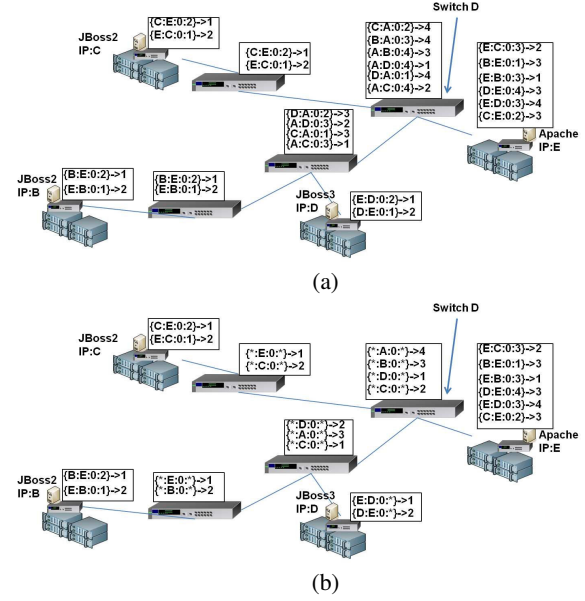 Switch D
JBoss2
IP:C
{C:E:0:2}->1
{E:C:0:1}->2
{C:E:0:2}->1
{E:C:0:1}->2
{C:A:0:2}->4
{B:A:0:3}->4
{A:B:0:4}->3
{A:D:0:4}->1
{D:A:0:1}->4
{A:C:0:4}->2
{E:C:0:3}->2
{B:E:0:1}->3
{E:B:0:3}->1
{D:E:0:4}->3
{E:D:0:3}->4
{C:E:0:2}->3
Apache
IP:E
{D:A:0:2}->3
{A:D:0:3}->2
{C:A:0:1}->3
{A:C:0:3}->1
JBoss2
IP:B
{B:E:0:2}->1
{E:B:0:1}->2
{B:E:0:2}->1
{E:B:0:1}->2
JBoss3
IP:D
{E:D:0:2}->1
{D:E:0:1}->2
(a)
Switch D
JBoss2
IP:C
{C:E:0:2}->1
{E:C:0:1}->2
{*:E:0:*}->1
{*:C:0:*}->2
{*:A:0:*}->4
{*:B:0:*}->3
{*:D:0:*}->1
{*:C:0:*}->2
{E:C:0:3}->2
{B:E:0:1}->3
{E:B:0:3}->1
{D:E:0:4}->3
{E:D:0:3}->4
{C:E:0:2}->3
Apache
IP:E
{*:D:0:*}->2
{*:A:0:*}->3
{*:C:0:*}->1
JBoss2
IP:B
{B:E:0:2}->1
{E:B:0:1}->2
{*:E:0:*}->1
{*:B:0:*}->2
JBoss3
IP:D
{E:D:0:*}->1
{D:E:0:*}->2
(b)